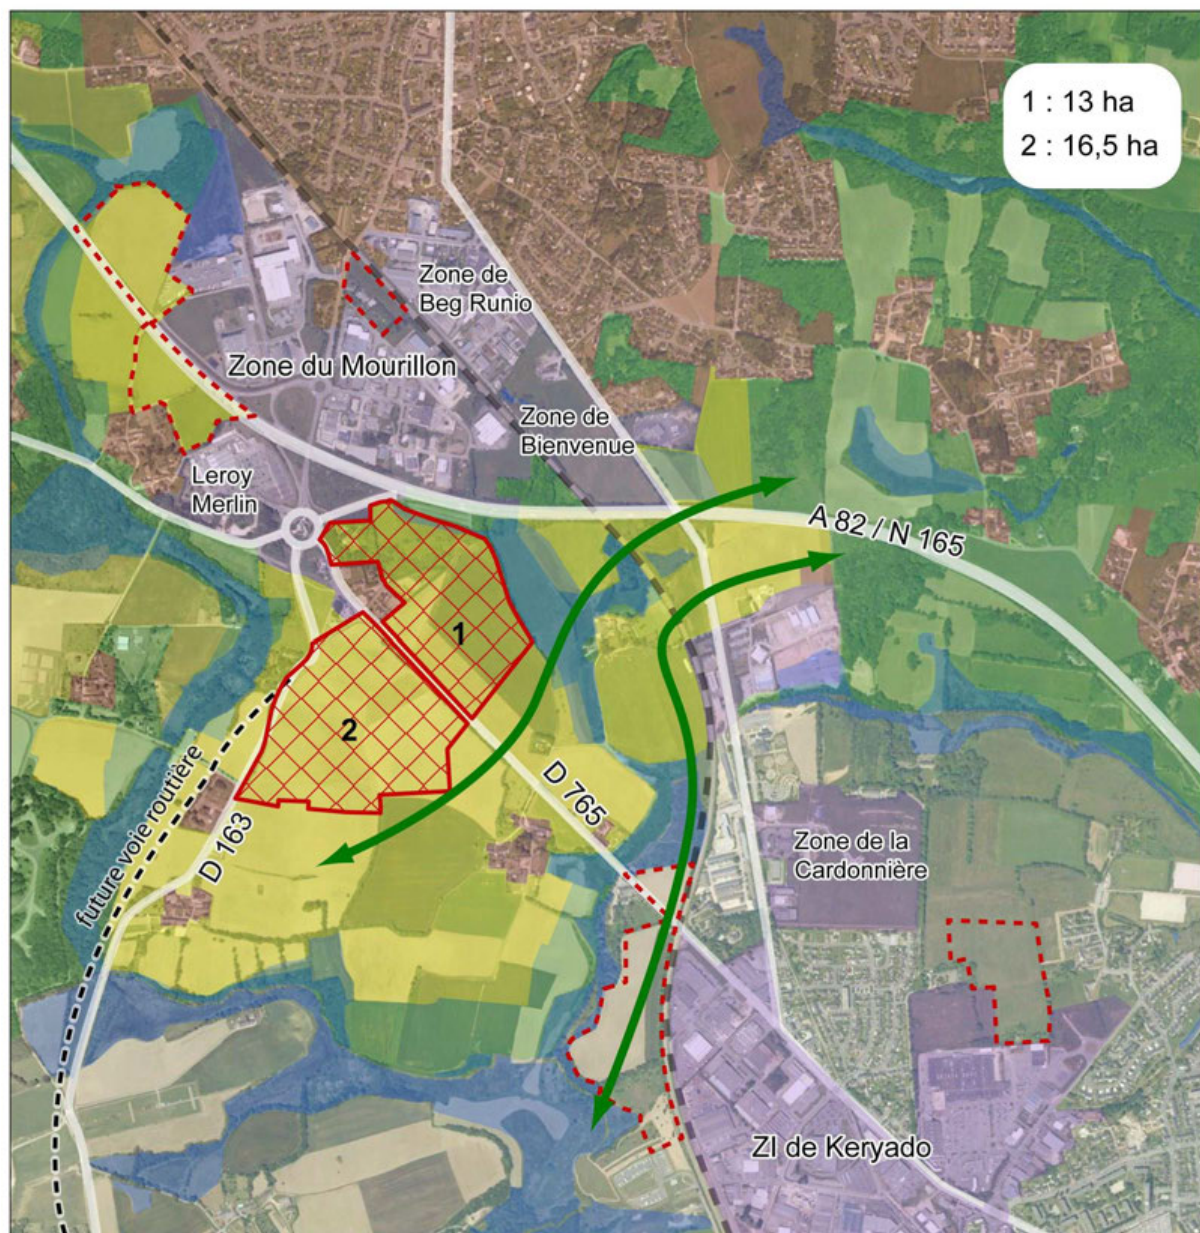 1 : 13 ha
2 : 16,5 ha
Zone de
Beg Runio
Zone du Mourillon
Zone de
Bienvenue
Leroy
Merlin
A 82 / N 165
1
2
future voie routière
D 163
D 765
Zone de la
Cardonnière
ZI de Keryado